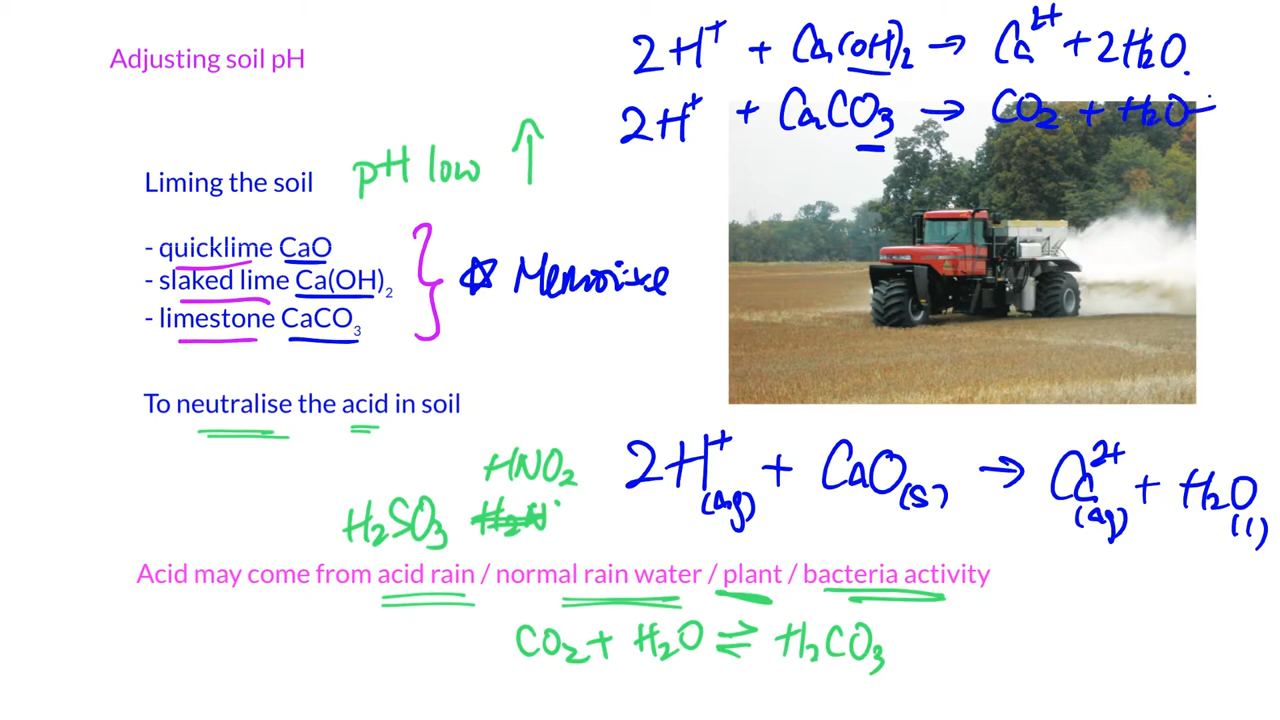 Adjusting soil pH
2H⁺ + Ca(OH)₂ → Ca²⁺ + 2H₂O
2H⁺ + CaCO₃ → CO₂ + H₂O
pH low ↑
Liming the soil
- quicklime CaO
- slaked lime Ca(OH)₂
- limestone CaCO₃
☆ Memorise
To neutralise the acid in soil
2H⁺(aq) + CaO(s) → Ca²⁺(aq) + H₂O(l)
HNO₂
H₂SO₃
Acid may come from acid rain / normal rain water / plant / bacteria activity
CO₂ + H₂O ⇌ H₂CO₃